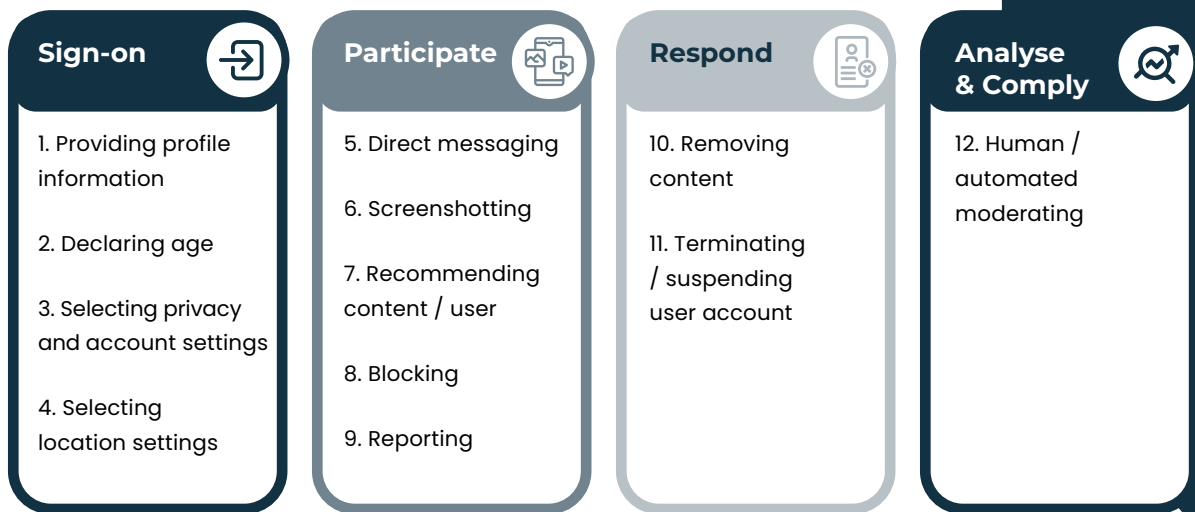 Sign-on
1. Providing profile
information
2. Declaring age
3. Selecting privacy
and account settings
4. Selecting
location settings
Participate
5. Direct messaging
6. Screenshotting
7. Recommending
content / user
8. Blocking
9. Reporting
Respond
10. Removing
content
11. Terminating
/ suspending
user account
Analyse
& Comply
12. Human /
automated
moderating